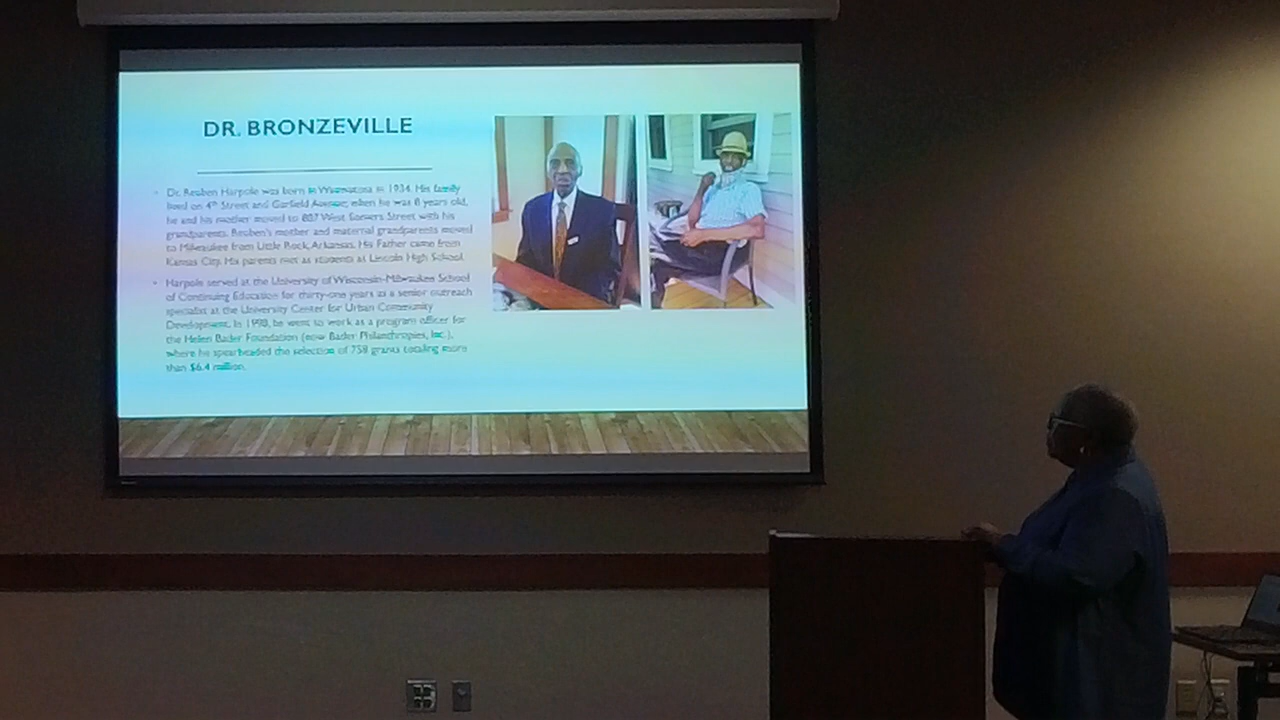 DR. BRONZEVILLE
• Dr. Reuben Harpole was born in Wauwatosa in 1934. His family
lived on 4th Street and Garfield Avenue; when he was 8 years old,
he and his mother moved to 807 West Somers Street with his
grandparents. Reuben's mother and maternal grandparents moved
to Milwaukee from Little Rock, Arkansas. His Father came from
Kansas City. His parents met as students at Lincoln High School.
• Harpole served at the University of Wisconsin-Milwaukee School
of Continuing Education for thirty-one years as a senior outreach
specialist at the University Center for Urban Community
Development. In 1998, he went to work as a program officer for
the Helen Bader Foundation (now Bader Philanthropies, Inc.),
where he spearheaded the selection of 758 grants totaling more
than $6.4 million.